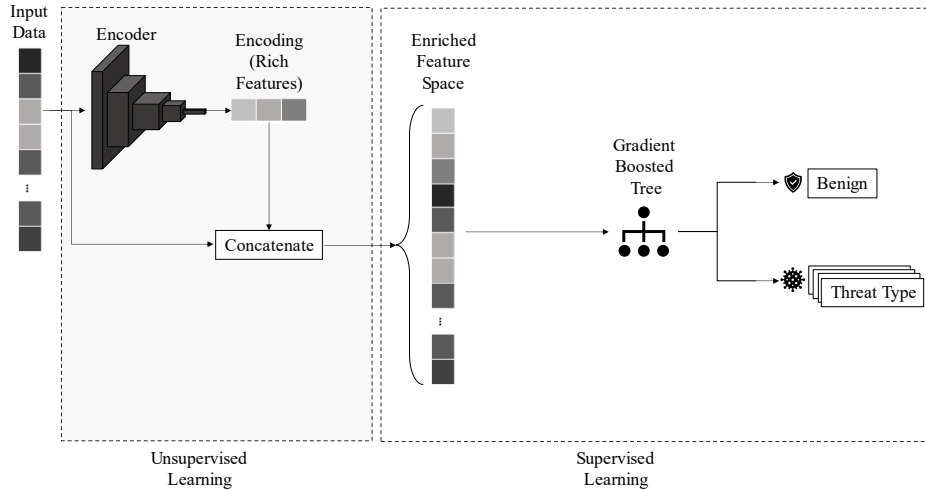 Input
Data
Encoder
Encoding
(Rich
Features)
Concatenate
Enriched
Feature
Space
Gradient
Boosted
Tree
Benign
Threat Type
Unsupervised
Learning
Supervised
Learning